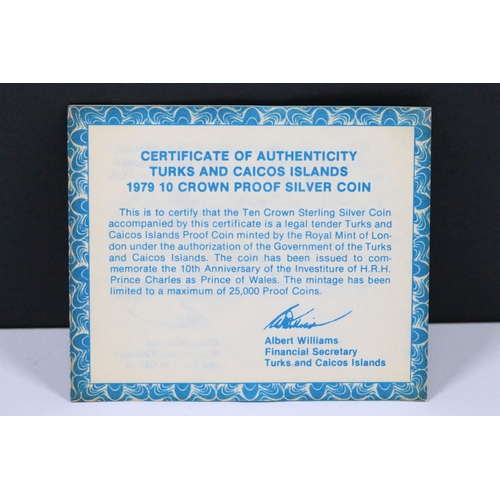 CERTIFICATE OF AUTHENTICITY
TURKS AND CAICOS ISLANDS
1979 10 CROWN PROOF SILVER COIN
This is to certify that the Ten Crown Sterling Silver Coin
accompanied by this certificate is a legal tender Turks and
Caicos Islands Proof Coin minted by the Royal Mint of Lon-
don under the authorization of the Government of the Turks
and Caicos Islands. The coin has been issued to com-
memorate the 10th Anniversary of the Investiture of H.R.H.
Prince Charles as Prince of Wales. The mintage has been
limited to a maximum of 25,000 Proof Coins.
Albert Williams
Financial Secretary
Turks and Caicos Islands